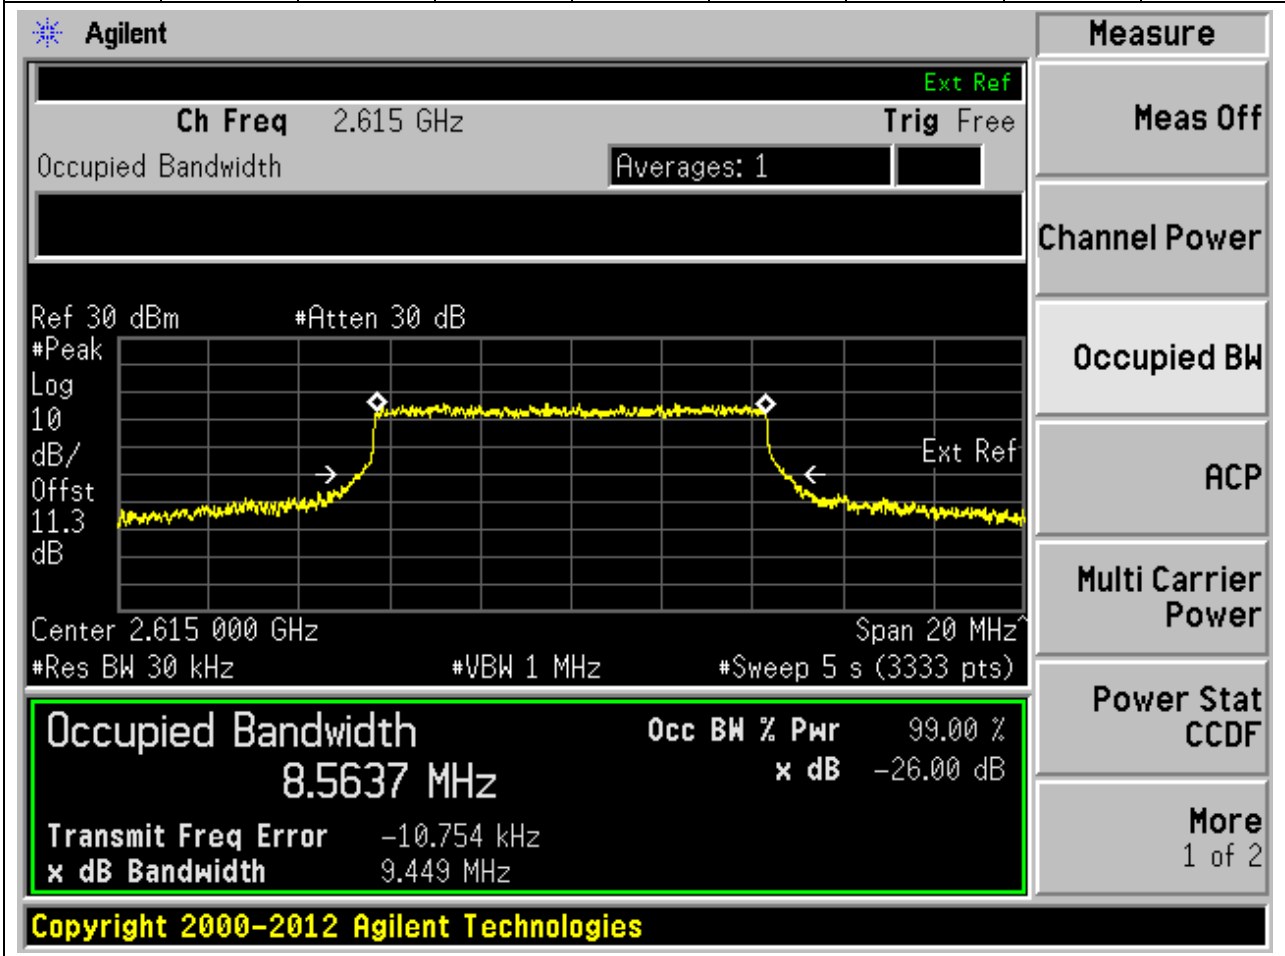 Agilent
Measure
Ext Ref
Ch Freq 2.615 GHz Trig Free
Occupied Bandwidth Averages: 1
Meas Off
Channel Power
Occupied BW
ACP
Multi Carrier
Power
Power Stat
CCDF
More
1 of 2
Ref 30 dBm #Atten 30 dB
#Peak
Log
10
dB/
Offst
11.3
dB
Ext Ref
Center 2.615 000 GHz Span 20 MHz^
#Res BW 30 kHz #VBW 1 MHz #Sweep 5 s (3333 pts)
Occupied Bandwidth
8.5637 MHz
Occ BW % Pwr 99.00 %
x dB -26.00 dB
Transmit Freq Error -10.754 kHz
x dB Bandwidth 9.449 MHz
Copyright 2000-2012 Agilent Technologies